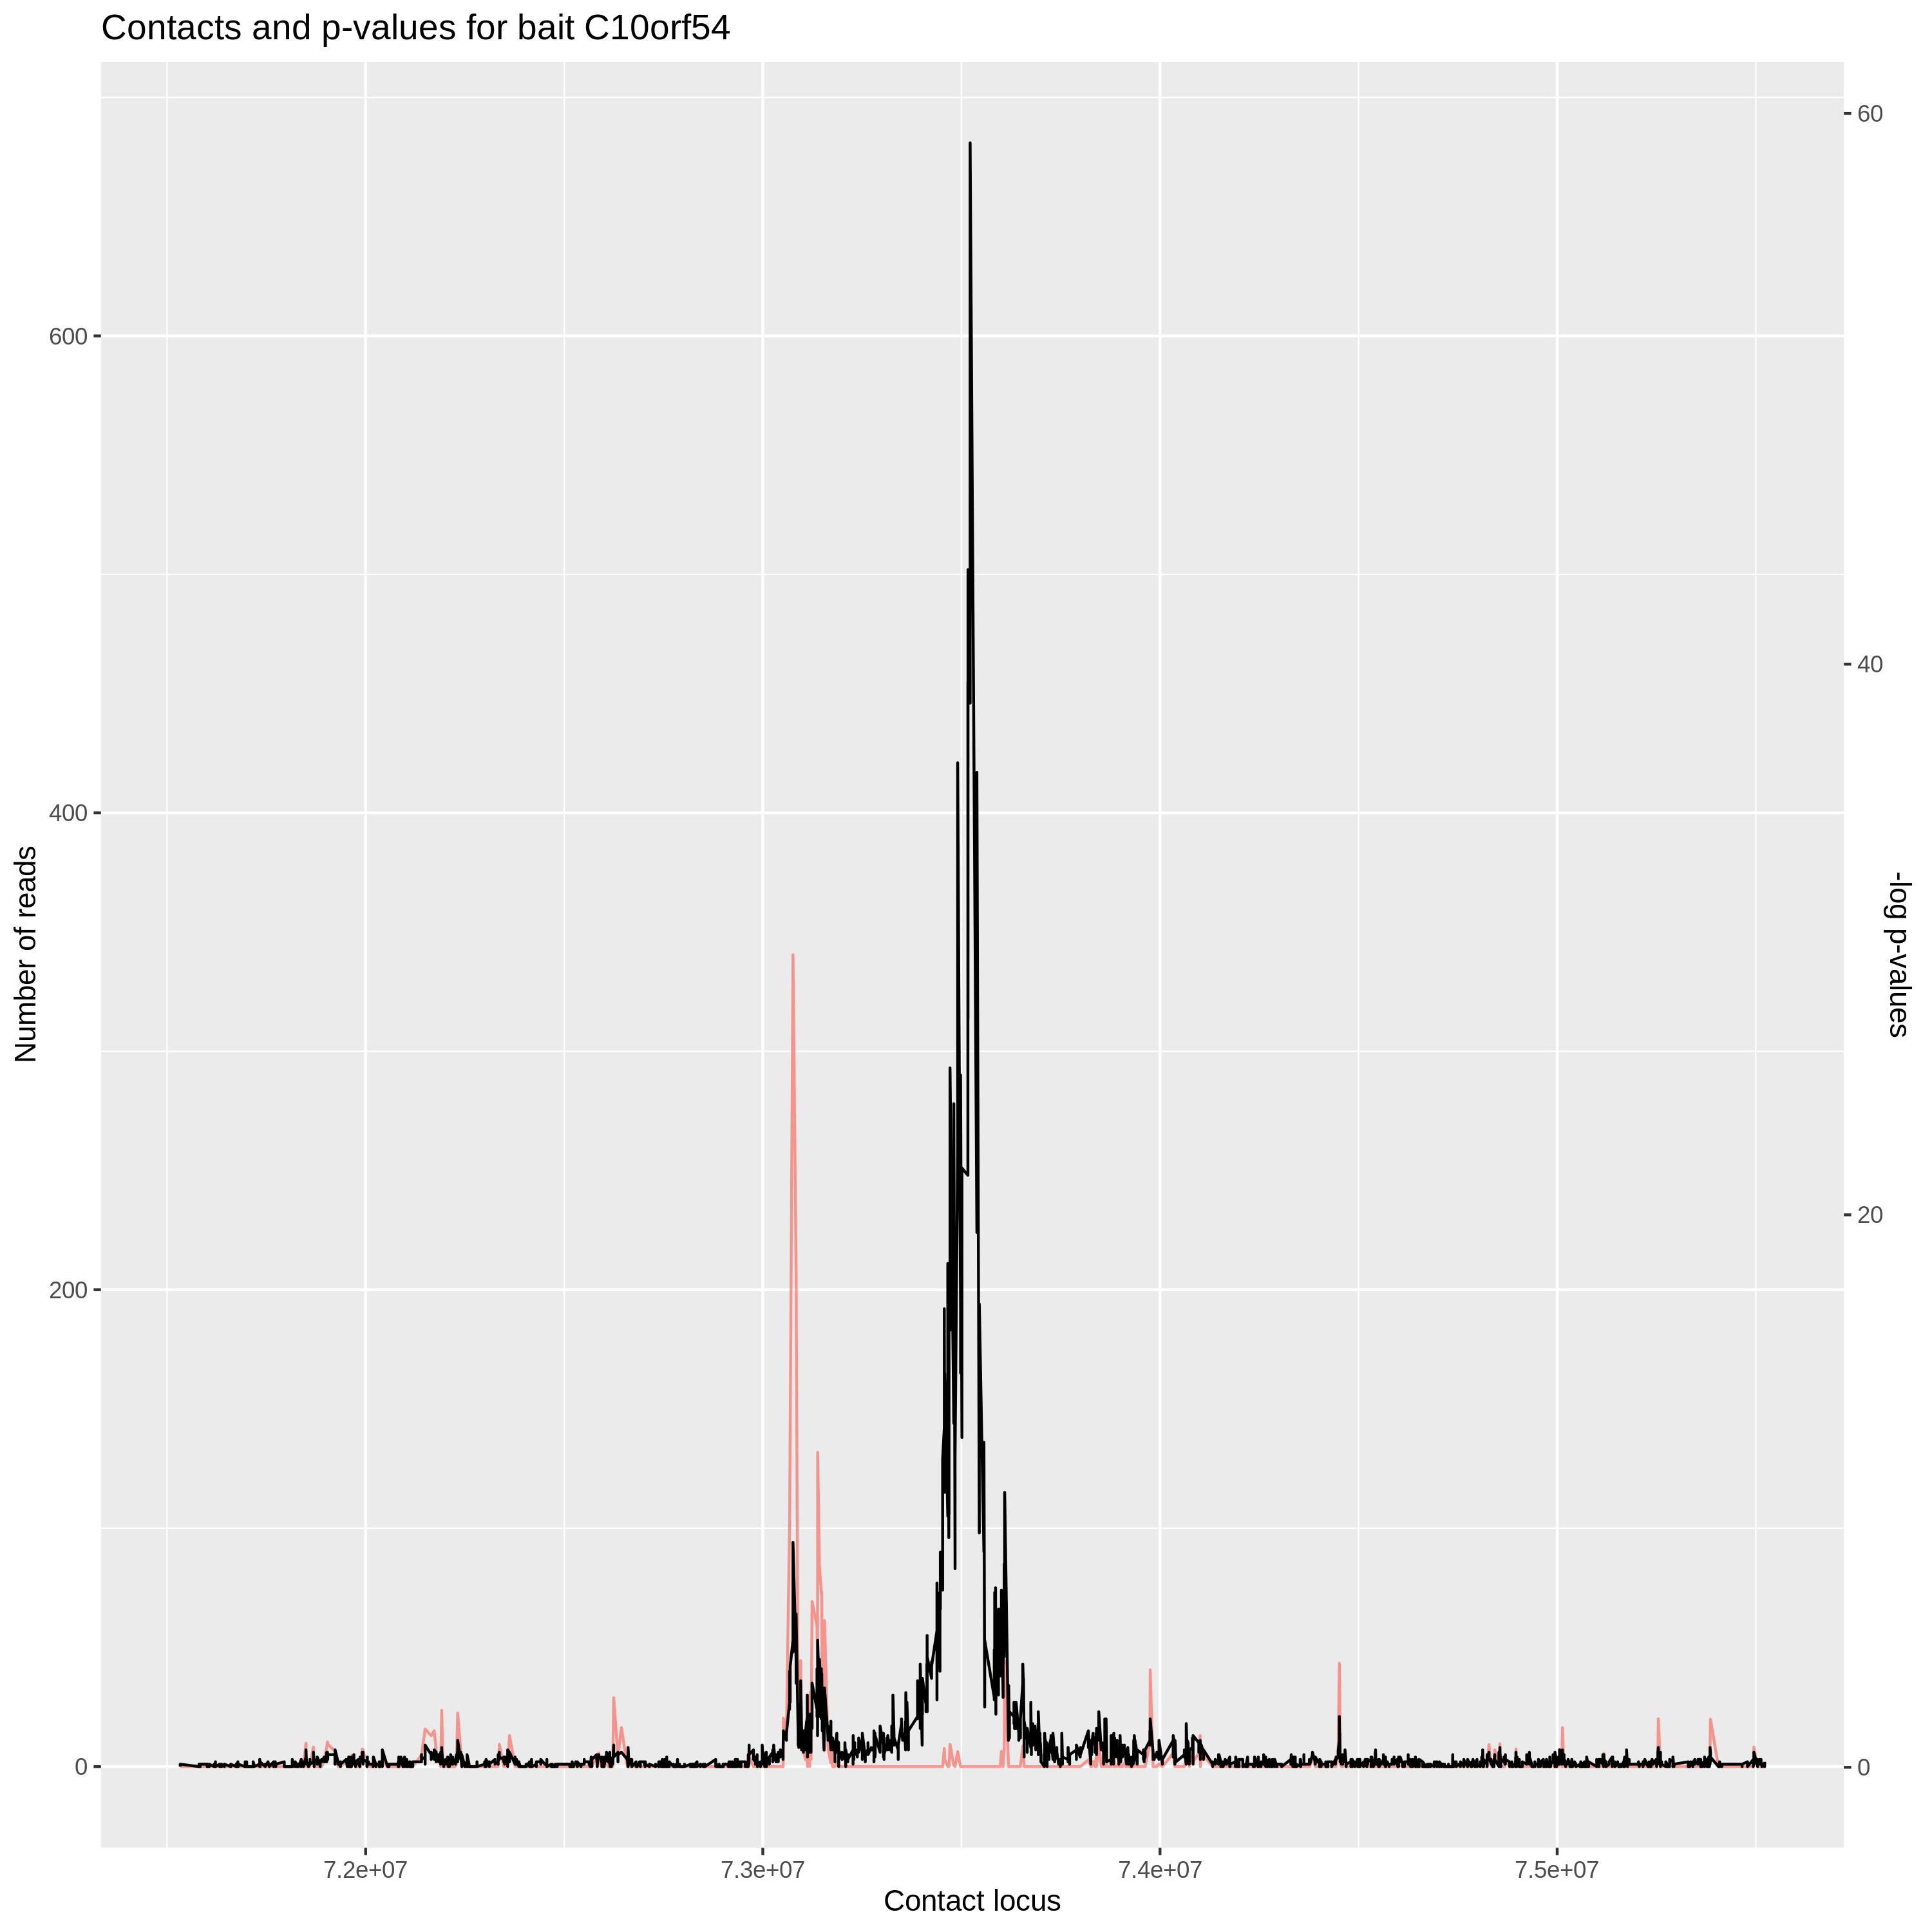 Contacts and p-values for bait C10orf54
Number of reads
600
400
200
0
60
40
20
0
-log p-values
7.2e+07
7.3e+07
7.4e+07
7.5e+07
Contact locus